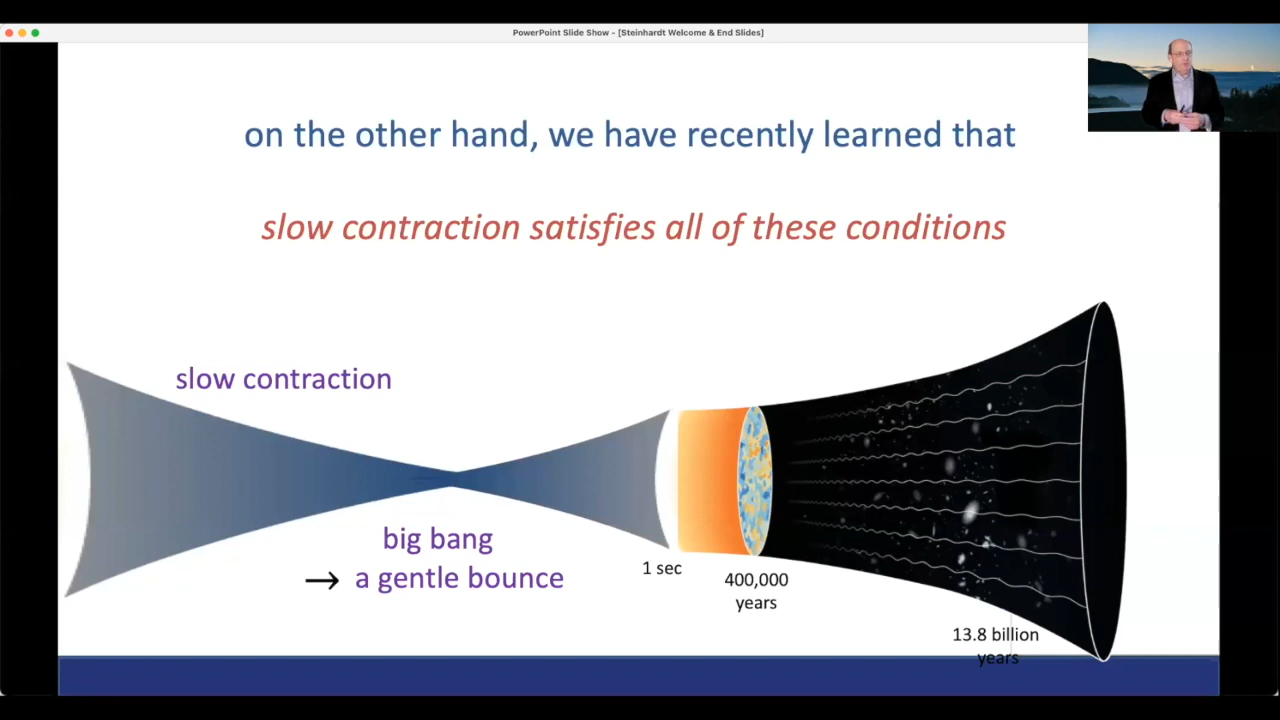 PowerPoint Slide Show - [Steinhardt Welcome & End Slides]
on the other hand, we have recently learned that
slow contraction satisfies all of these conditions
slow contraction
big bang
→ a gentle bounce
1 sec
400,000
years
13.8 billion
years